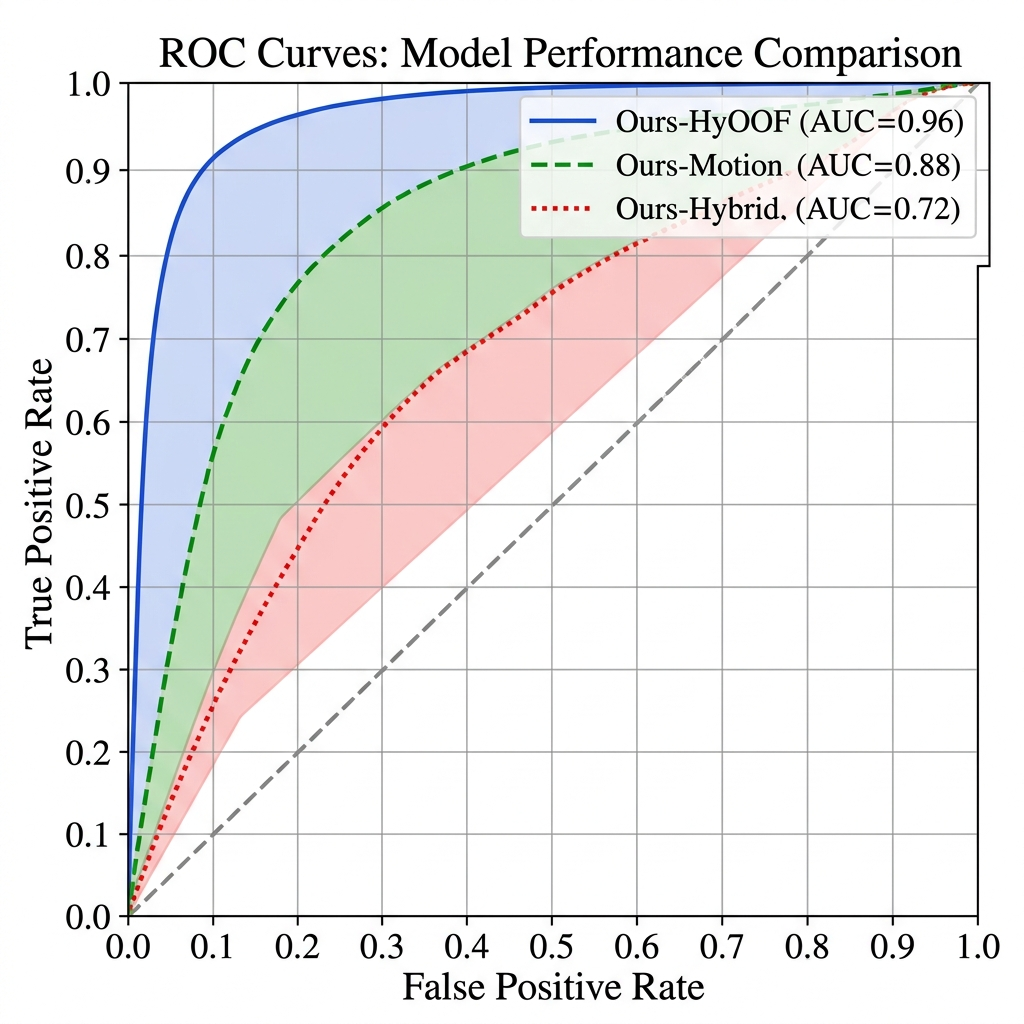 ROC Curves: Model Performance Comparison
1.0
0.9
0.8
0.7
0.6
0.5
0.4
0.3
0.2
0.1
0.0
True Positive Rate
Ours-HyOOF (AUC=0.96)
Ours-Motion. (AUC=0.88)
Ours-Hybrid. (AUC=0.72)
0.0 0.1 0.2 0.3 0.4 0.5 0.6 0.7 0.8 0.9 1.0
False Positive Rate